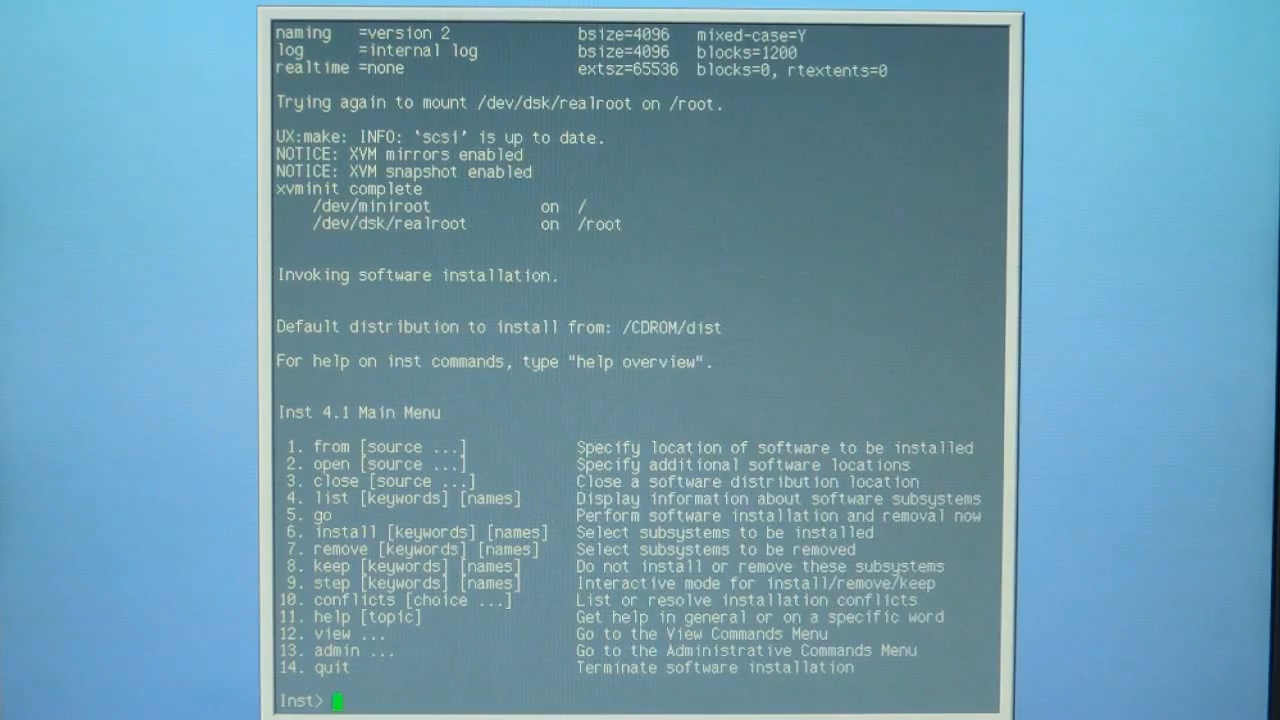 naming =version 2 bsize=4096 mixed-case=Y
log =internal log bsize=4096 blocks=1200
realtime =none extsz=65536 blocks=0, rtextents=0
Trying again to mount /dev/dsk/realroot on /root.
UX:make: INFO: `scsi' is up to date.
NOTICE: XVM mirrors enabled
NOTICE: XVM snapshot enabled
xvminit complete
/dev/miniroot on /
/dev/dsk/realroot on /root
Invoking software installation.
Default distribution to install from: /CDROM/dist
For help on inst commands, type "help overview".
Inst 4.1 Main Menu
1. from [source ...] Specify location of software to be installed
2. open [source ...] Specify additional software locations
3. close [source ...] Close a software distribution location
4. list [keywords] [names] Display information about software subsystems
5. go Perform software installation and removal now
6. install [keywords] [names] Select subsystems to be installed
7. remove [keywords] [names] Select subsystems to be removed
8. keep [keywords] [names] Do not install or remove these subsystems
9. step [keywords] [names] Interactive mode for install/remove/keep
10. conflicts [choice ...] List or resolve installation conflicts
11. help [topic] Get help in general or on a specific word
12. view ... Go to the View Commands Menu
13. admin ... Go to the Administrative Commands Menu
14. quit Terminate software installation
Inst>